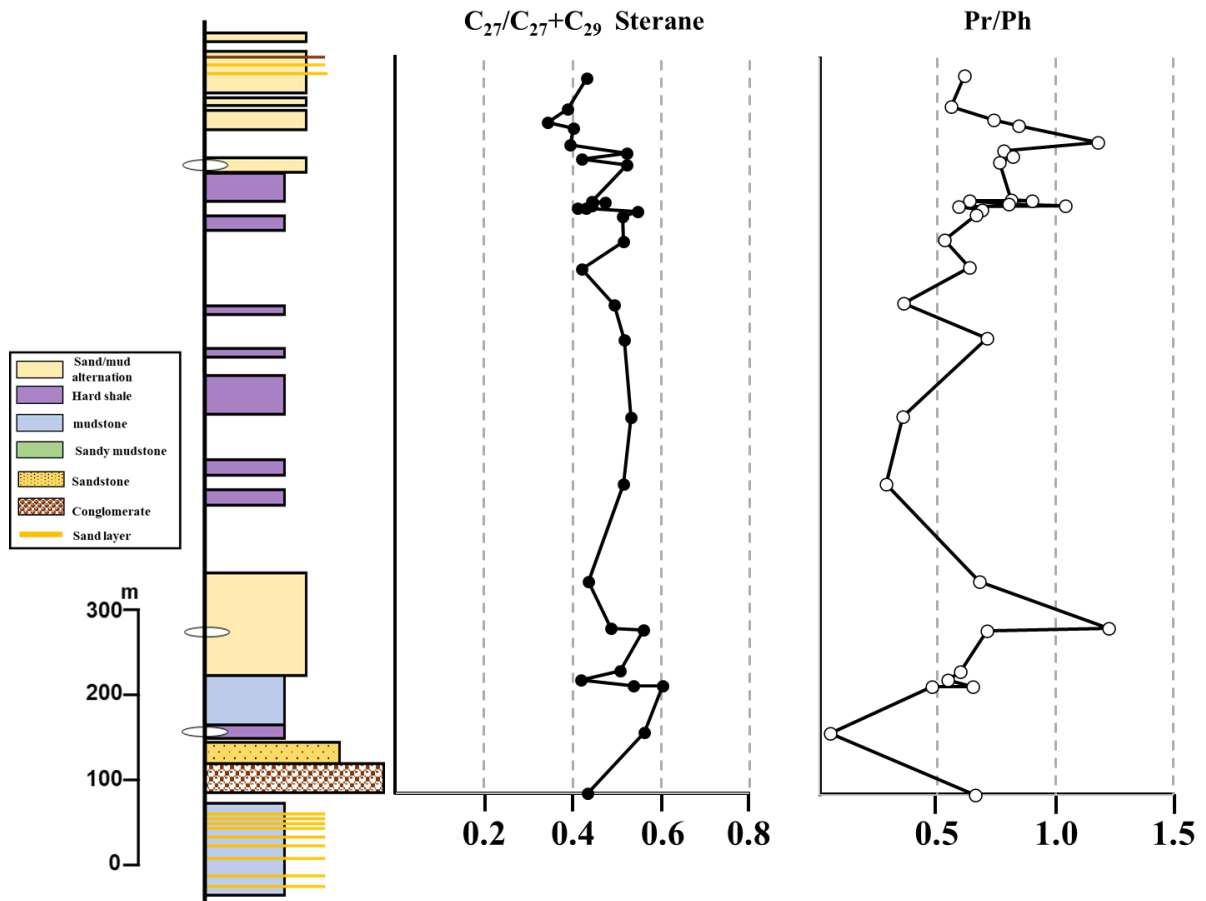 C27/C27+C29 Sterane
Pr/Ph
Sand/mud
alternation
Hard shale
mudstone
Sandy mudstone
Sandstone
Conglomerate
Sand layer
m
300
200
100
0
0.2 0.4 0.6 0.8
0.5 1.0 1.5